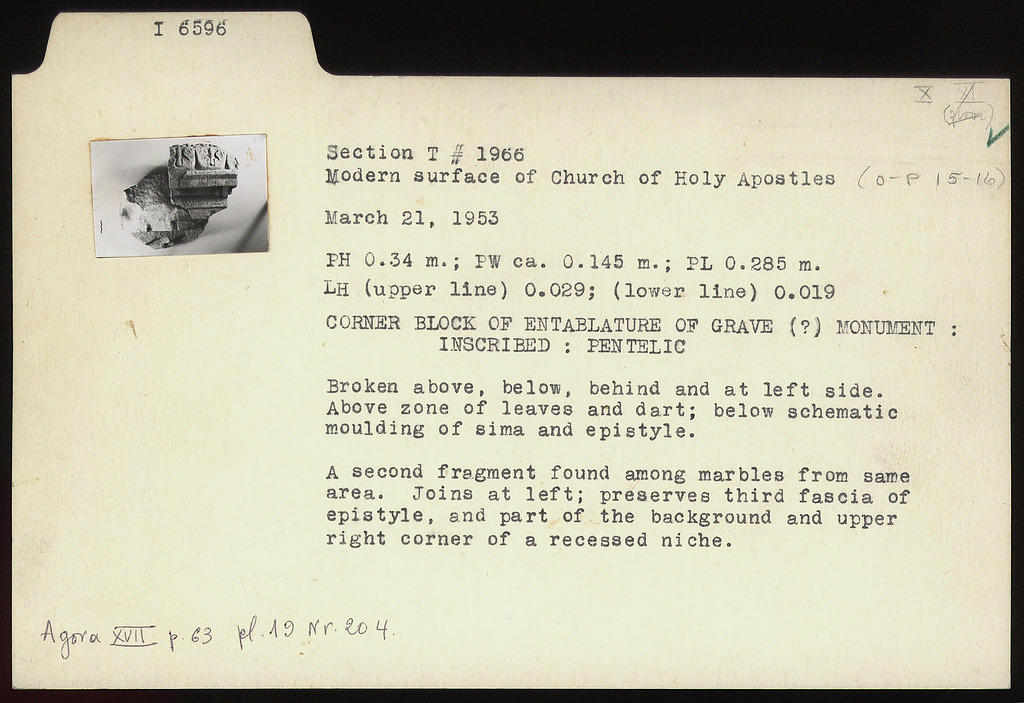 I 6596
X VI
Section T # 1966
Modern surface of Church of Holy Apostles (O-P 15-16)
March 21, 1953
PH 0.34 m.; PW ca. 0.145 m.; PL 0.285 m.
LH (upper line) 0.029; (lower line) 0.019
CORNER BLOCK OF ENTABLATURE OF GRAVE (?) MONUMENT :
INSCRIBED : PENTELIC
Broken above, below, behind and at left side.
Above zone of leaves and dart; below schematic
moulding of sima and epistyle.
A second fragment found among marbles from same
area. Joins at left; preserves third fascia of
epistyle, and part of the background and upper
right corner of a recessed niche.
Agora XVII p. 63 pl. 19 Nr. 204.